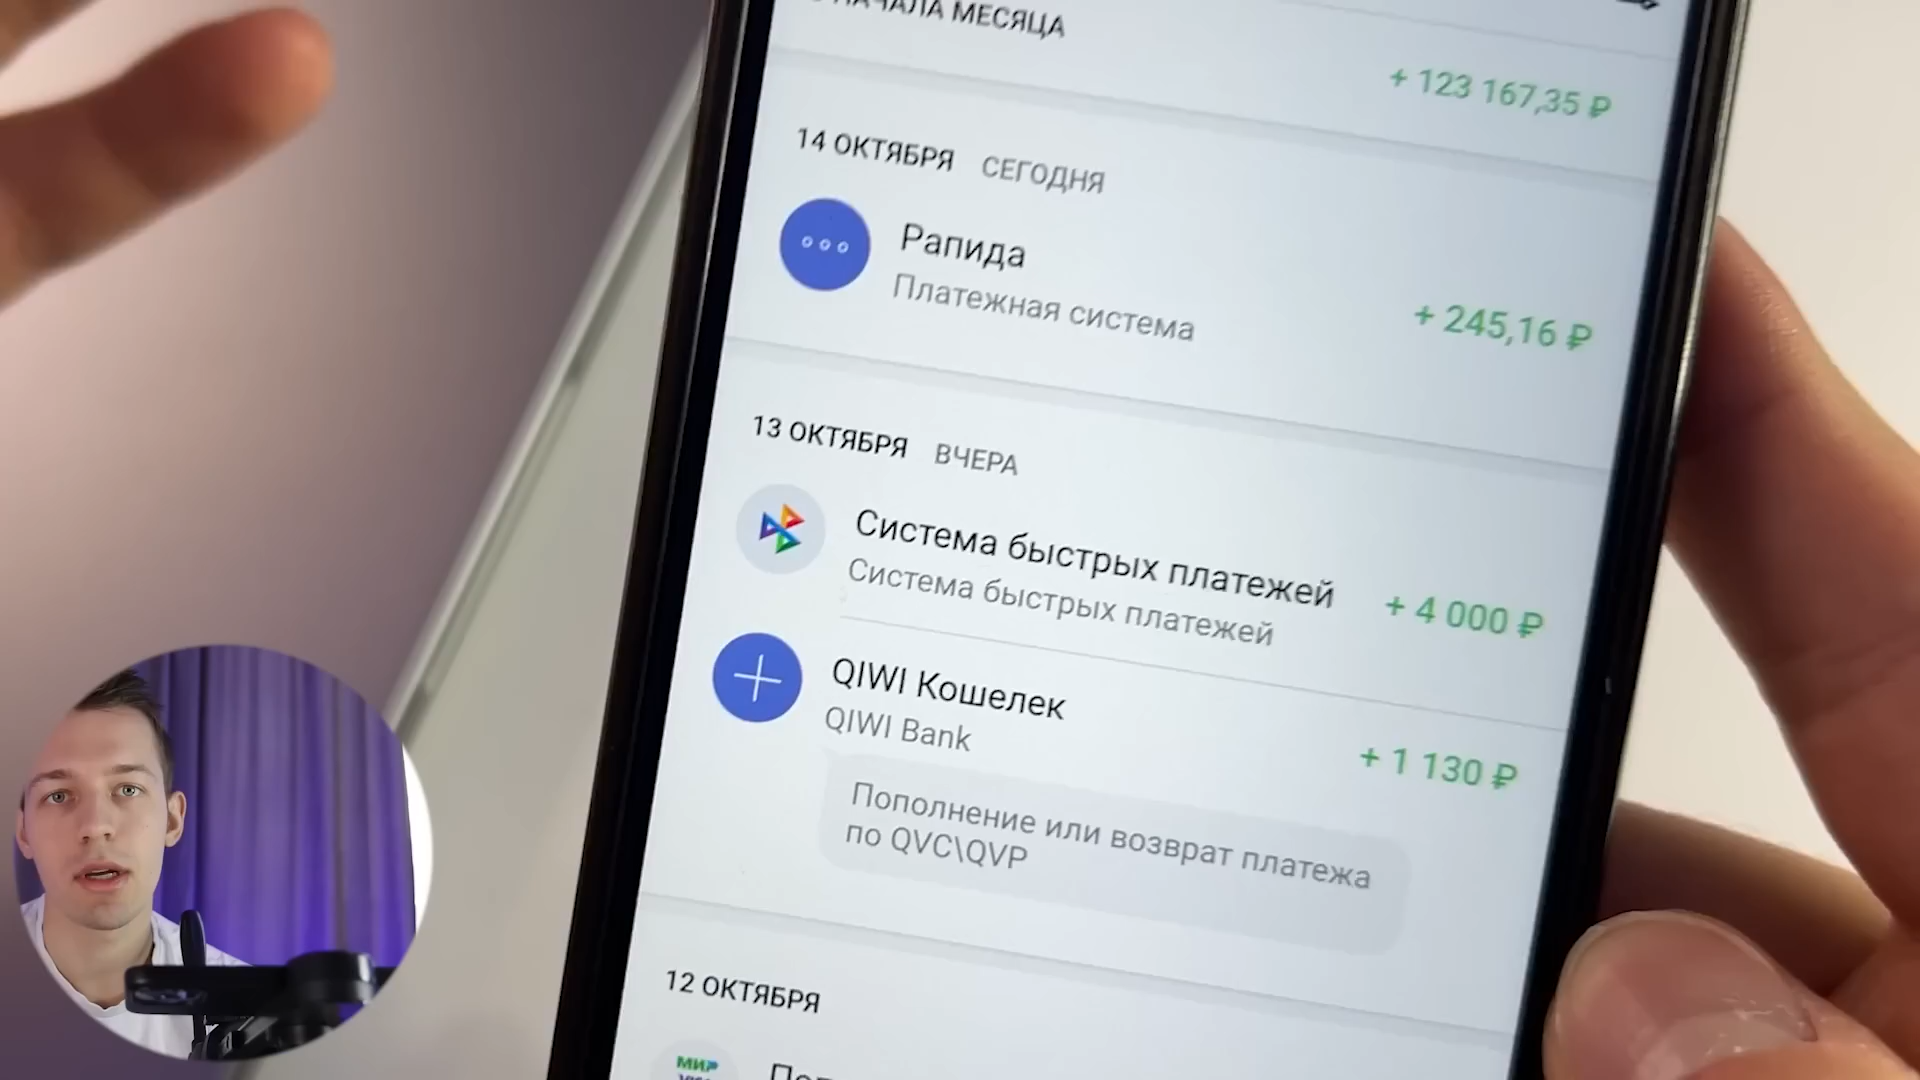 НАЧАЛА МЕСЯЦА
+ 123 167,35 ₽
14 ОКТЯБРЯ СЕГОДНЯ
Рапида
Платежная система
+ 245,16 ₽
13 ОКТЯБРЯ ВЧЕРА
Система быстрых платежей
Система быстрых платежей
+ 4 000 ₽
QIWI Кошелек
QIWI Bank
+ 1 130 ₽
Пополнение или возврат платежа
по QVC\QVP
12 ОКТЯБРЯ
МИР